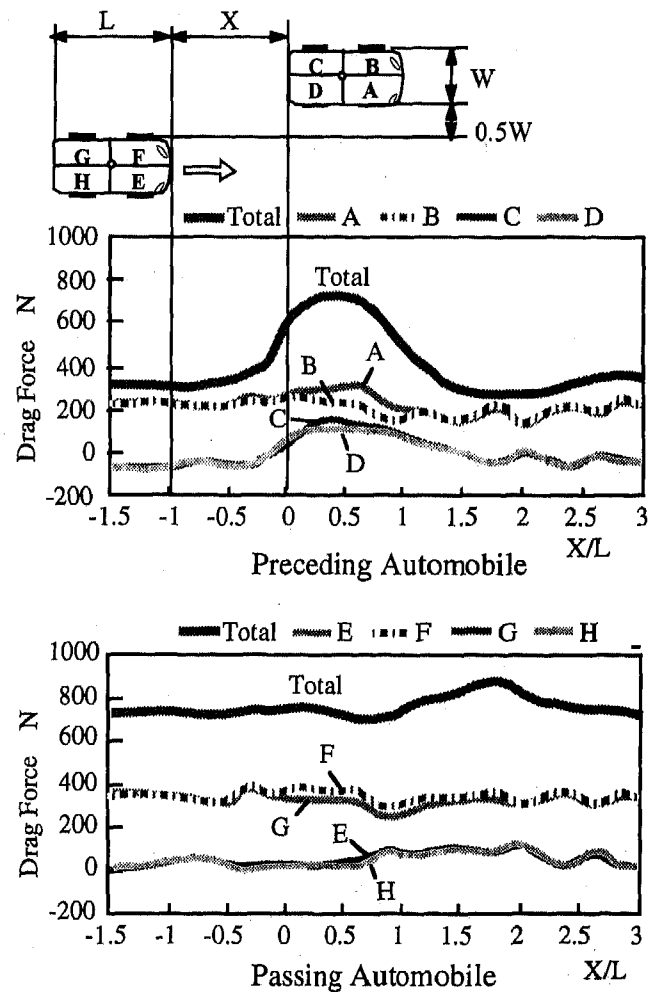 L X
C B
D A
W
0.5W
G F
H E
Total A B C D
1000
800
600
400
200
0
-200
Drag Force N
Total
A
B
C
D
-1.5 -1 -0.5 0 0.5 1 1.5 2 2.5 3
X/L
Preceding Automobile
Total E F G H
1000
800
600
400
200
0
-200
Drag Force N
Total
F
G
E
H
-1.5 -1 -0.5 0 0.5 1 1.5 2 2.5 3
Passing Automobile X/L